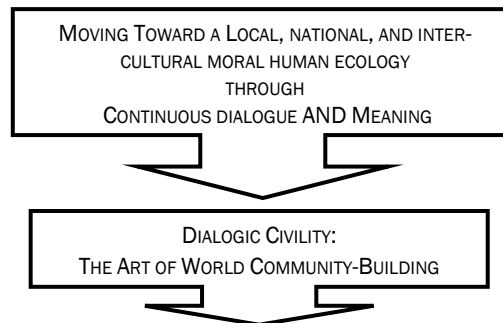 MOVING TOWARD A LOCAL, NATIONAL, AND INTER-
CULTURAL MORAL HUMAN ECOLOGY
THROUGH
CONTINUOUS DIALOGUE AND MEANING
DIALOGIC CIVILITY:
THE ART OF WORLD COMMUNITY-BUILDING